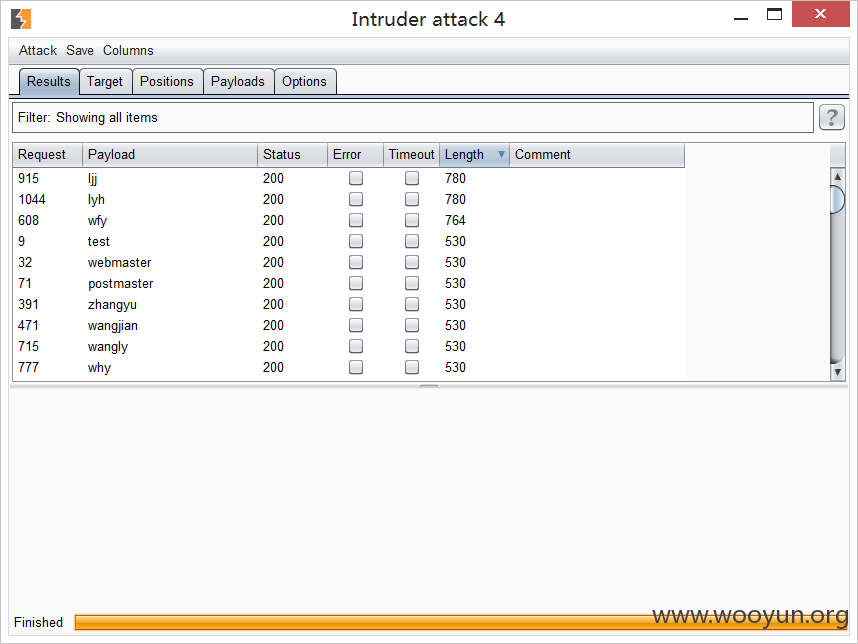 Intruder attack 4
Attack Save Columns
Results Target Positions Payloads Options
Filter: Showing all items ?
Request Payload Status Error Timeout Length Comment
915 ljj 200 780
1044 lyh 200 780
608 wfy 200 764
9 test 200 530
32 webmaster 200 530
71 postmaster 200 530
391 zhangyu 200 530
471 wangjian 200 530
715 wangly 200 530
777 why 200 530
Finished
www.wooyun.org